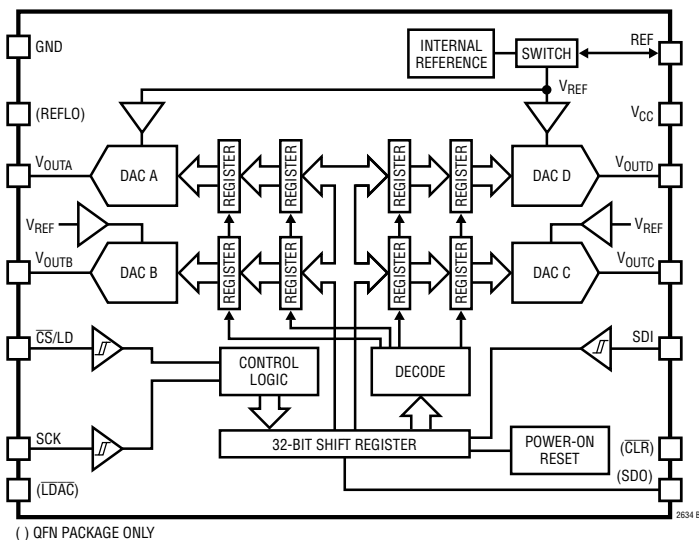 GND
INTERNAL
REFERENCE
SWITCH
REF
VREF
(REFLO)
VCC
VOUTA
DAC A
REGISTER
REGISTER
REGISTER
REGISTER
DAC D
VOUTD
VREF
VREF
VOUTB
DAC B
REGISTER
REGISTER
REGISTER
REGISTER
DAC C
VOUTC
CS/LD
SDI
CONTROL
LOGIC
DECODE
SCK
32-BIT SHIFT REGISTER
POWER-ON
RESET
(CLR)
(SDO)
(LDAC)
( ) QFN PACKAGE ONLY